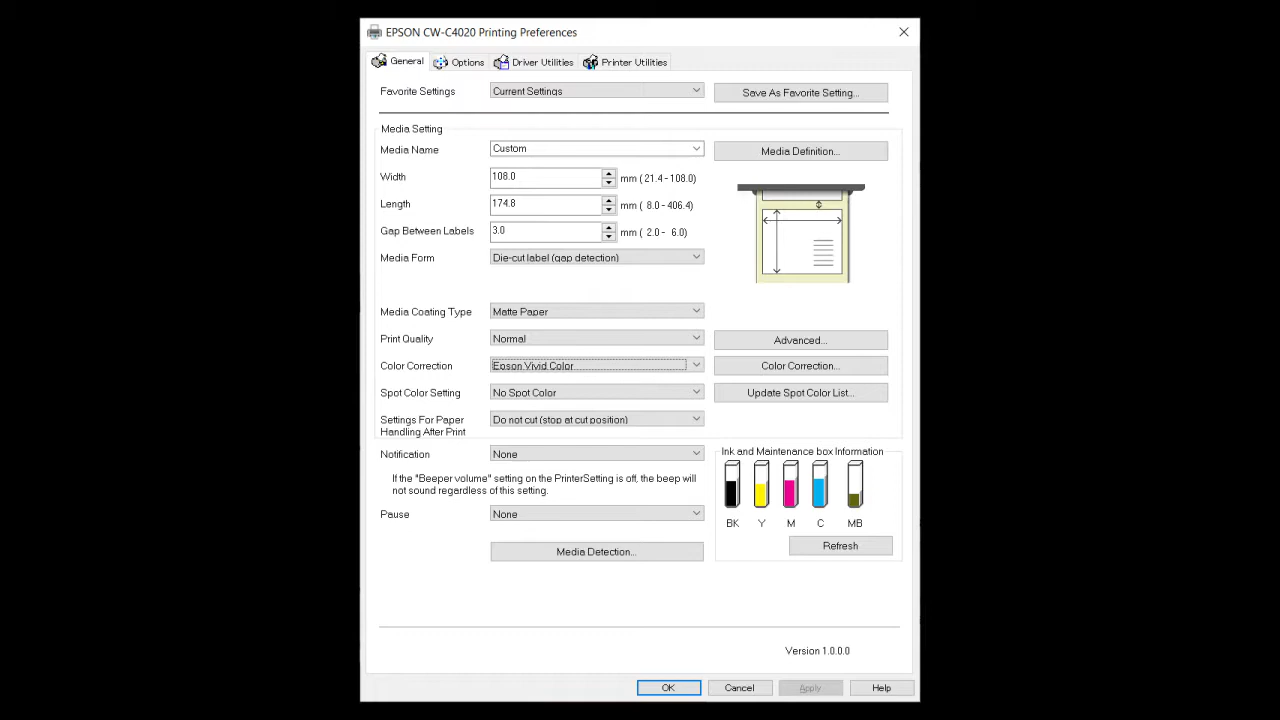 EPSON CW-C4020 Printing Preferences
General Options Driver Utilities Printer Utilities
Favorite Settings Current Settings Save As Favorite Setting...
Media Setting
Media Name Custom Media Definition...
Width 108.0 mm ( 21.4 - 108.0)
Length 174.8 mm ( 8.0 - 406.4)
Gap Between Labels 3.0 mm ( 2.0 - 6.0)
Media Form Die-cut label (gap detection)
Media Coating Type Matte Paper
Print Quality Normal Advanced...
Color Correction Epson Vivid Color Color Correction...
Spot Color Setting No Spot Color Update Spot Color List...
Settings For Paper Do not cut (stop at cut position)
Handling After Print
Notification None
If the "Beeper volume" setting on the PrinterSetting is off, the beep will
not sound regardless of this setting.
Pause None
Media Detection...
Ink and Maintenance box Information
BK Y M C MB
Refresh
Version 1.0.0.0
OK Cancel Apply Help